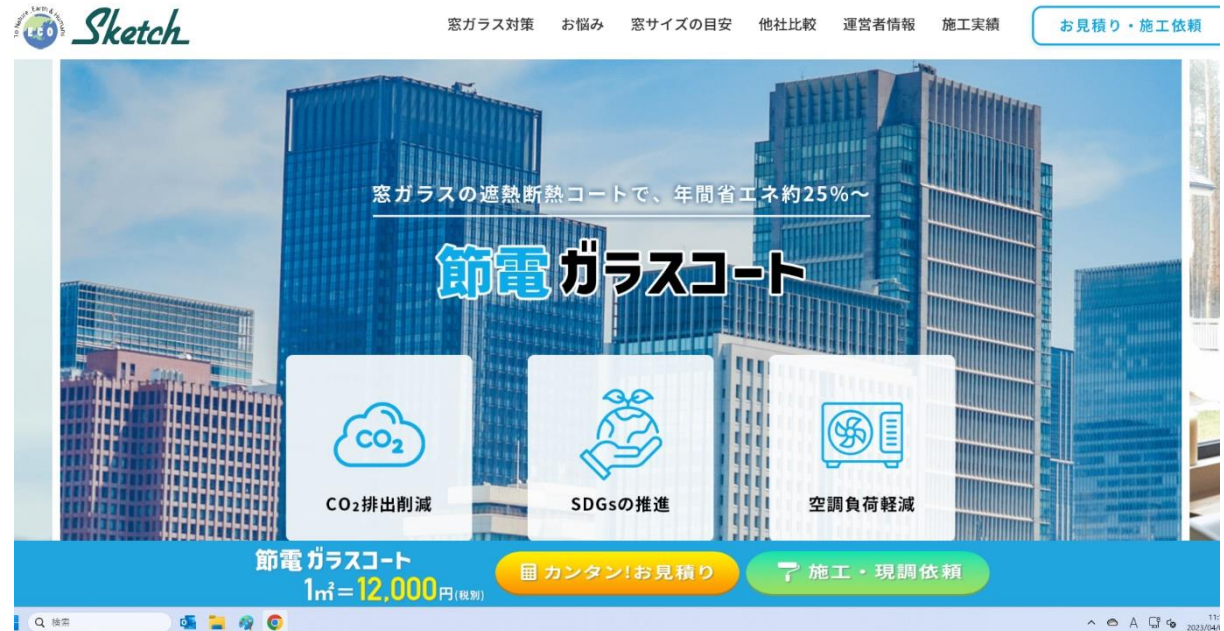 To Nature, Earth & Humans
ECO
Sketch
窓ガラス対策 お悩み 窓サイズの目安 他社比較 運営者情報 施工実績 お見積り・施工依頼
窓ガラスの遮熱断熱コートで、年間省エネ約25%～
節電ガラスコート
CO₂
CO₂排出削減 SDGsの推進 空調負荷軽減
節電ガラスコート
1㎡＝12,000円(税別)
カンタン!お見積り
施工・現調依頼
検索
A